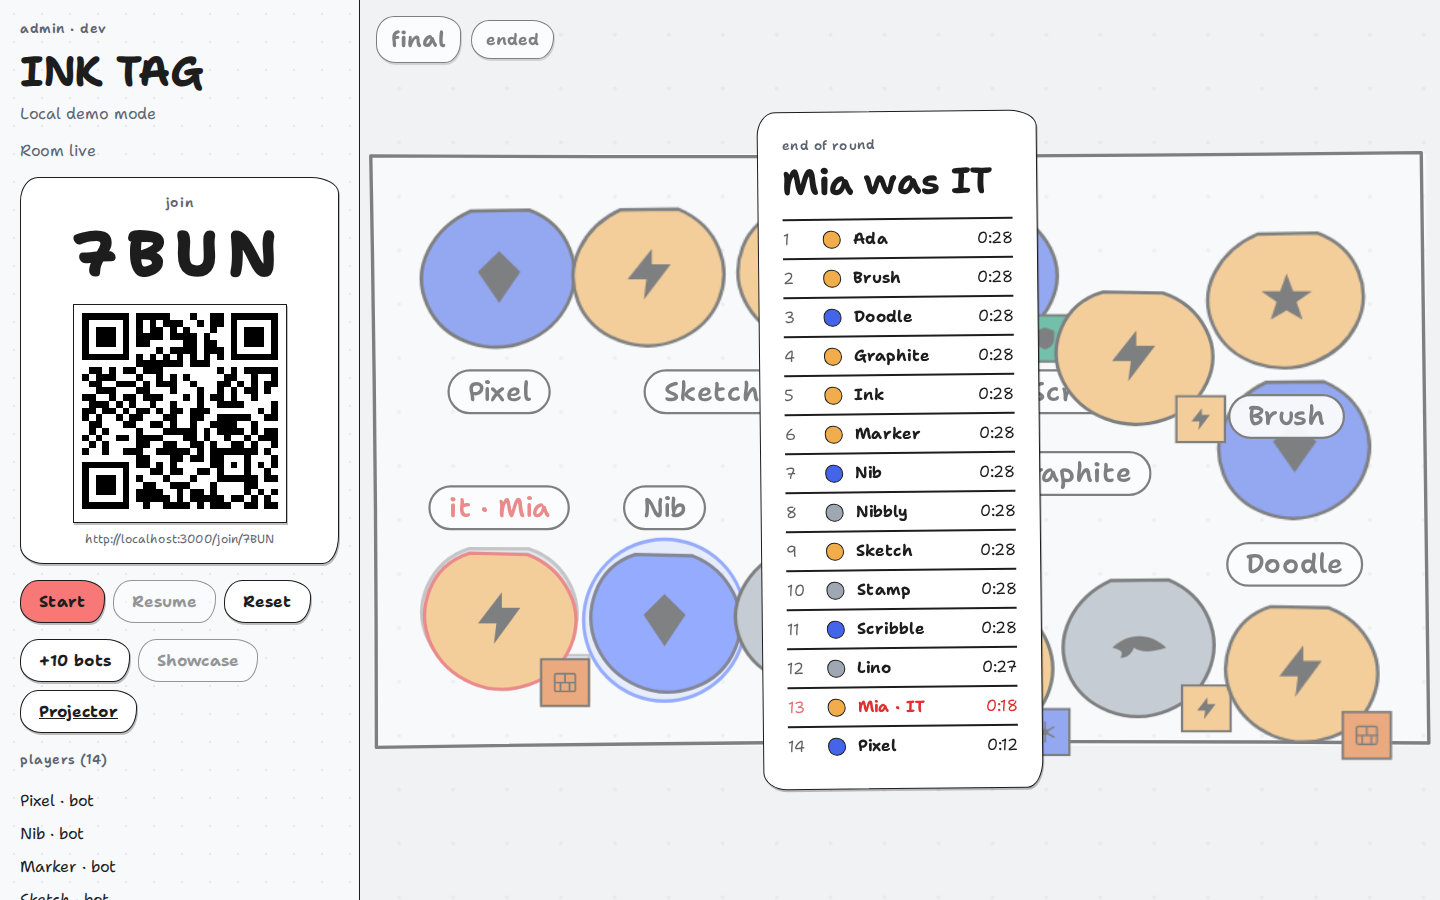 admin · dev
INK TAG
Local demo mode
Room live
join
7BUN
http://localhost:3000/join/7BUN
Start
Resume
Reset
+10 bots
Showcase
Projector
players (14)
Pixel · bot
Nib · bot
Marker · bot
Sketch · bot
final
ended
Pixel
Sketch
Brush
it · Mia
Nib
Doodle
end of round
Mia was IT
1 Ada 0:28
2 Brush 0:28
3 Doodle 0:28
4 Graphite 0:28
5 Ink 0:28
6 Marker 0:28
7 Nib 0:28
8 Nibbly 0:28
9 Sketch 0:28
10 Stamp 0:28
11 Scribble 0:28
12 Lino 0:27
13 Mia · IT 0:18
14 Pixel 0:12